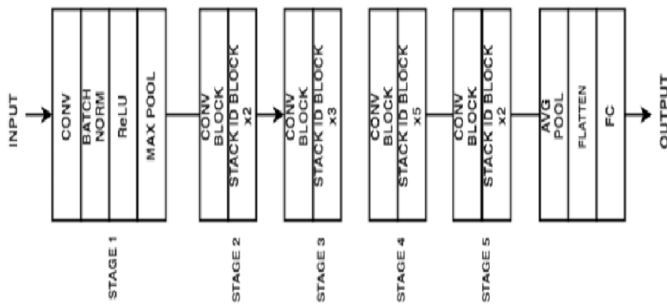 INPUT
CONV
BATCH
NORM
ReLU
MAX POOL
STAGE 1
CONV
BLOCK
STACK ID BLOCK
x2
STAGE 2
CONV
BLOCK
STACK ID BLOCK
x3
STAGE 3
CONV
BLOCK
STACK ID BLOCK
x5
STAGE 4
CONV
BLOCK
STACK ID BLOCK
x2
STAGE 5
AVG
POOL
FLATTEN
FC
OUTPUT